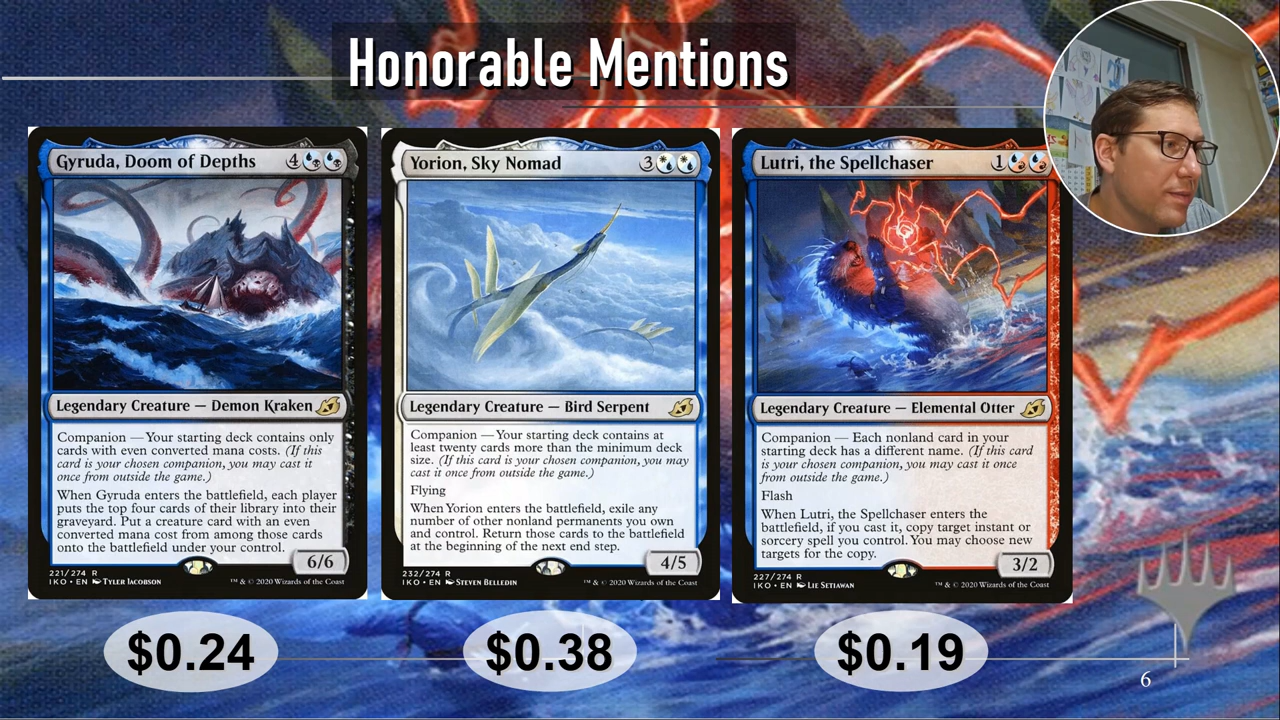 Honorable Mentions
Gyruda, Doom of Depths 4
Legendary Creature — Demon Kraken
Companion — Your starting deck contains only
cards with even converted mana costs. (If this
card is your chosen companion, you may cast it
once from outside the game.)
When Gyruda enters the battlefield, each player
puts the top four cards of their library into their
graveyard. Put a creature card with an even
converted mana cost from among those cards
onto the battlefield under your control.
6/6
221/274 R
IKO • EN Tyler Jacobson
™ & © 2020 Wizards of the Coast
$0.24
Yorion, Sky Nomad 3
Legendary Creature — Bird Serpent
Companion — Your starting deck contains at
least twenty cards more than the minimum deck
size. (If this card is your chosen companion, you may
cast it once from outside the game.)
Flying
When Yorion enters the battlefield, exile any
number of other nonland permanents you own
and control. Return those cards to the battlefield
at the beginning of the next end step.
4/5
232/274 R
IKO • EN Steven Belledin
™ & © 2020 Wizards of the Coast
$0.38
Lutri, the Spellchaser 1
Legendary Creature — Elemental Otter
Companion — Each nonland card in your
starting deck has a different name. (If this card
is your chosen companion, you may cast it once
from outside the game.)
Flash
When Lutri, the Spellchaser enters the
battlefield, if you cast it, copy target instant or
sorcery spell you control. You may choose new
targets for the copy.
3/2
227/274 R
IKO • EN Lie Setiawan
™ & © 2020 Wizards of the Coast
$0.19
6